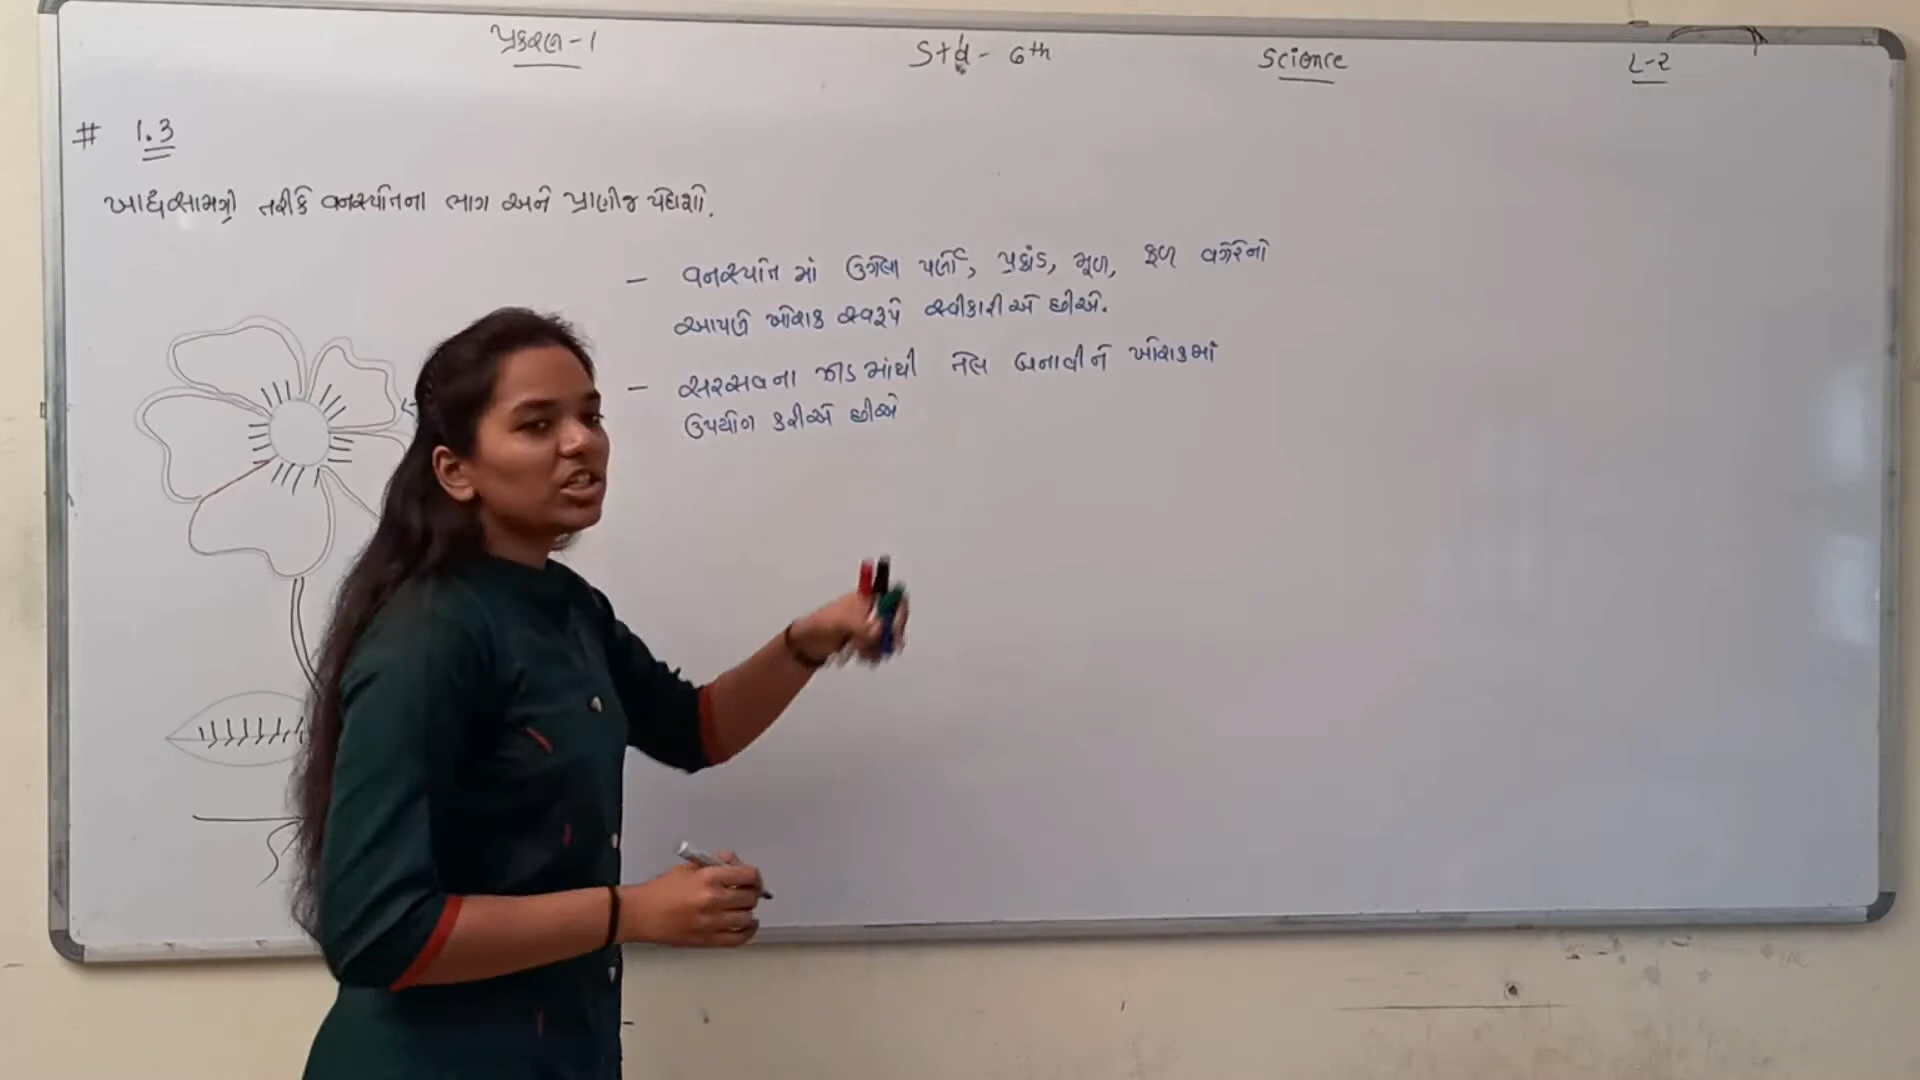 પ્રકરણ - 1
Std - 6th
Science
L-2
# 1.3
ખાદ્યસામગ્રી તરીકે વનસ્પતિના ભાગ અને પ્રાણીજ પેદાશો.
- વનસ્પતિ માં ઉગેલા પર્ણો, પ્રકાંડ, મૂળ, ફળ વગેરેનો
આપણે ખોરાક સ્વરૂપે સ્વીકારીએ છીએ.
- સરસવના ઝાડ માંથી તેલ બનાવીને ખોરાકમાં
ઉપયોગ કરીએ છીએ